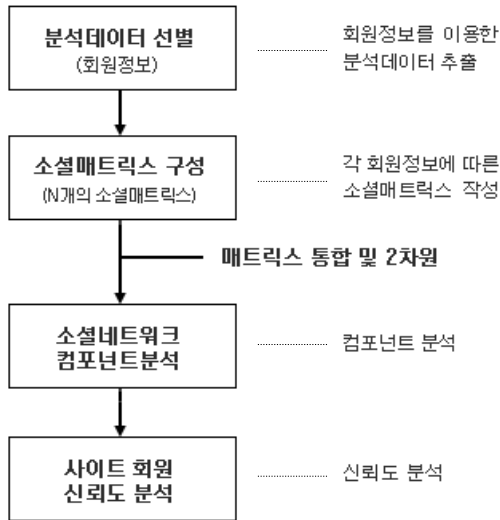 분석데이터 선별
(회원정보)
회원정보를 이용한
분석데이터 추출
소셜매트릭스 구성
(N개의 소셜매트릭스)
각 회원정보에 따른
소셜매트릭스 작성
매트릭스 통합 및 2차원
소셜네트워크
컴포넌트분석
컴포넌트 분석
사이트 회원
신뢰도 분석
신뢰도 분석